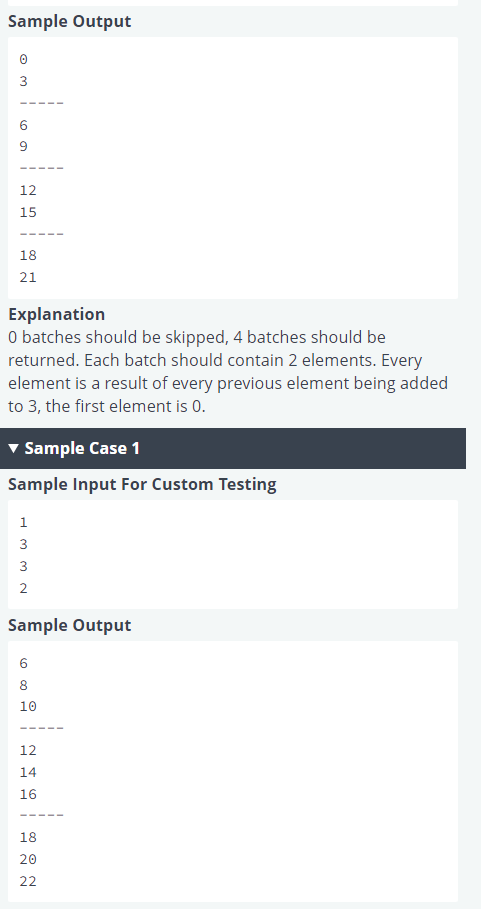 Sample Output
0
3
-----
6
9
-----
12
15
-----
18
21
Explanation
0 batches should be skipped, 4 batches should be
returned. Each batch should contain 2 elements. Every
element is a result of every previous element being added
to 3, the first element is 0.
▼ Sample Case 1
Sample Input For Custom Testing
1
3
3
2
Sample Output
6
8
10
-----
12
14
16
-----
18
20
22